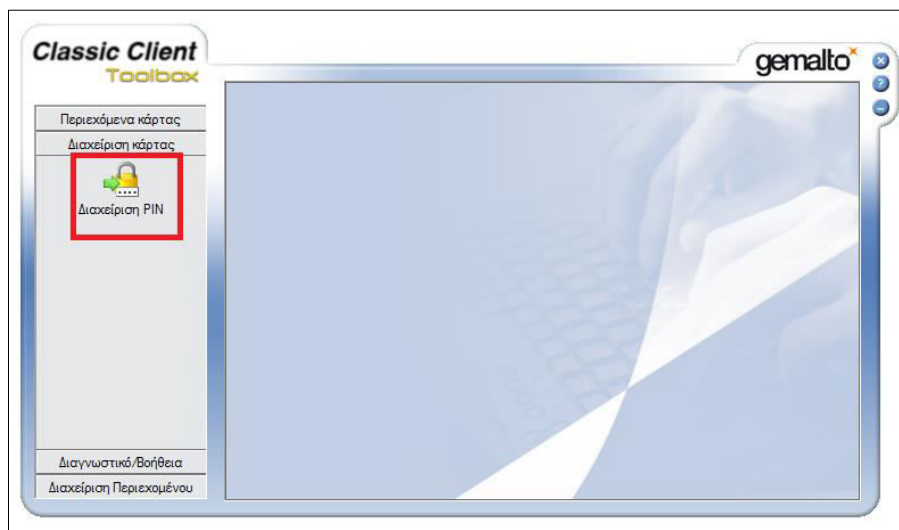 Classic Client
Toolbox
gemalto
Περιεχόμενα κάρτας
Διαχείριση κάρτας
Διαχείριση PIN
Διαγνωστικό/Βοήθεια
Διαχείριση Περιεχομένου